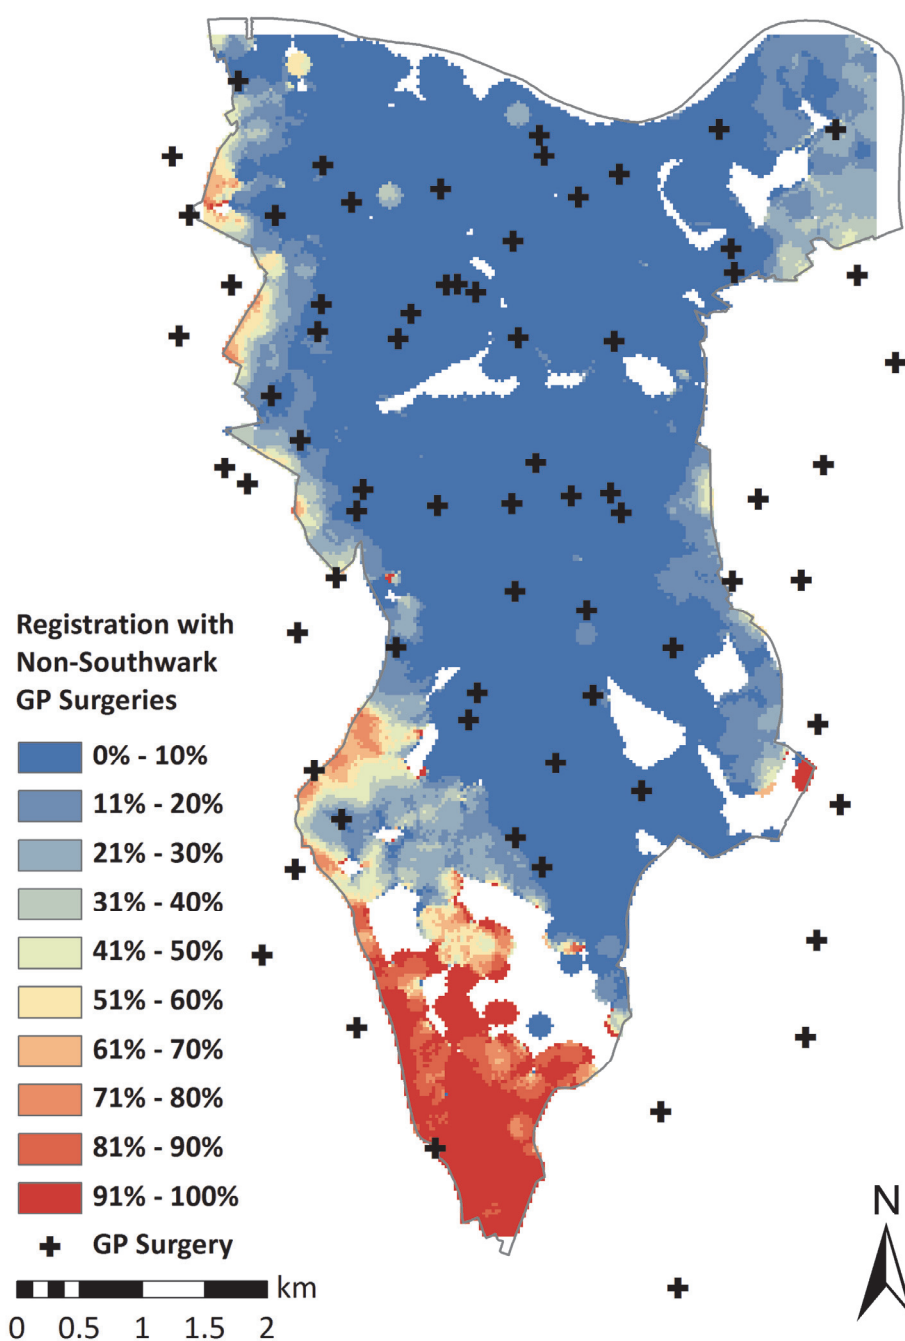 Registration with
Non-Southwark
GP Surgeries
0% - 10%
11% - 20%
21% - 30%
31% - 40%
41% - 50%
51% - 60%
61% - 70%
71% - 80%
81% - 90%
91% - 100%
GP Surgery
km
0 0.5 1 1.5 2
N